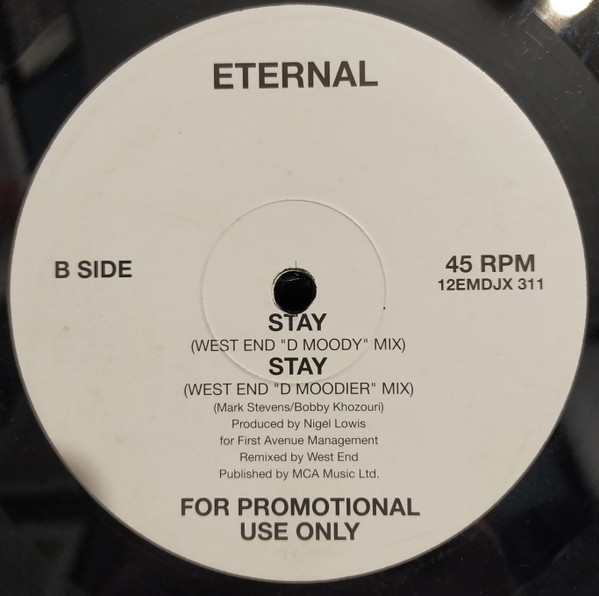 ETERNAL
B SIDE
45 RPM
12EMDJX 311
STAY
(WEST END "D MOODY" MIX)
STAY
(WEST END "D MOODIER" MIX)
(Mark Stevens/Bobby Khozouri)
Produced by Nigel Lowis
for First Avenue Management
Remixed by West End
Published by MCA Music Ltd.
FOR PROMOTIONAL
USE ONLY